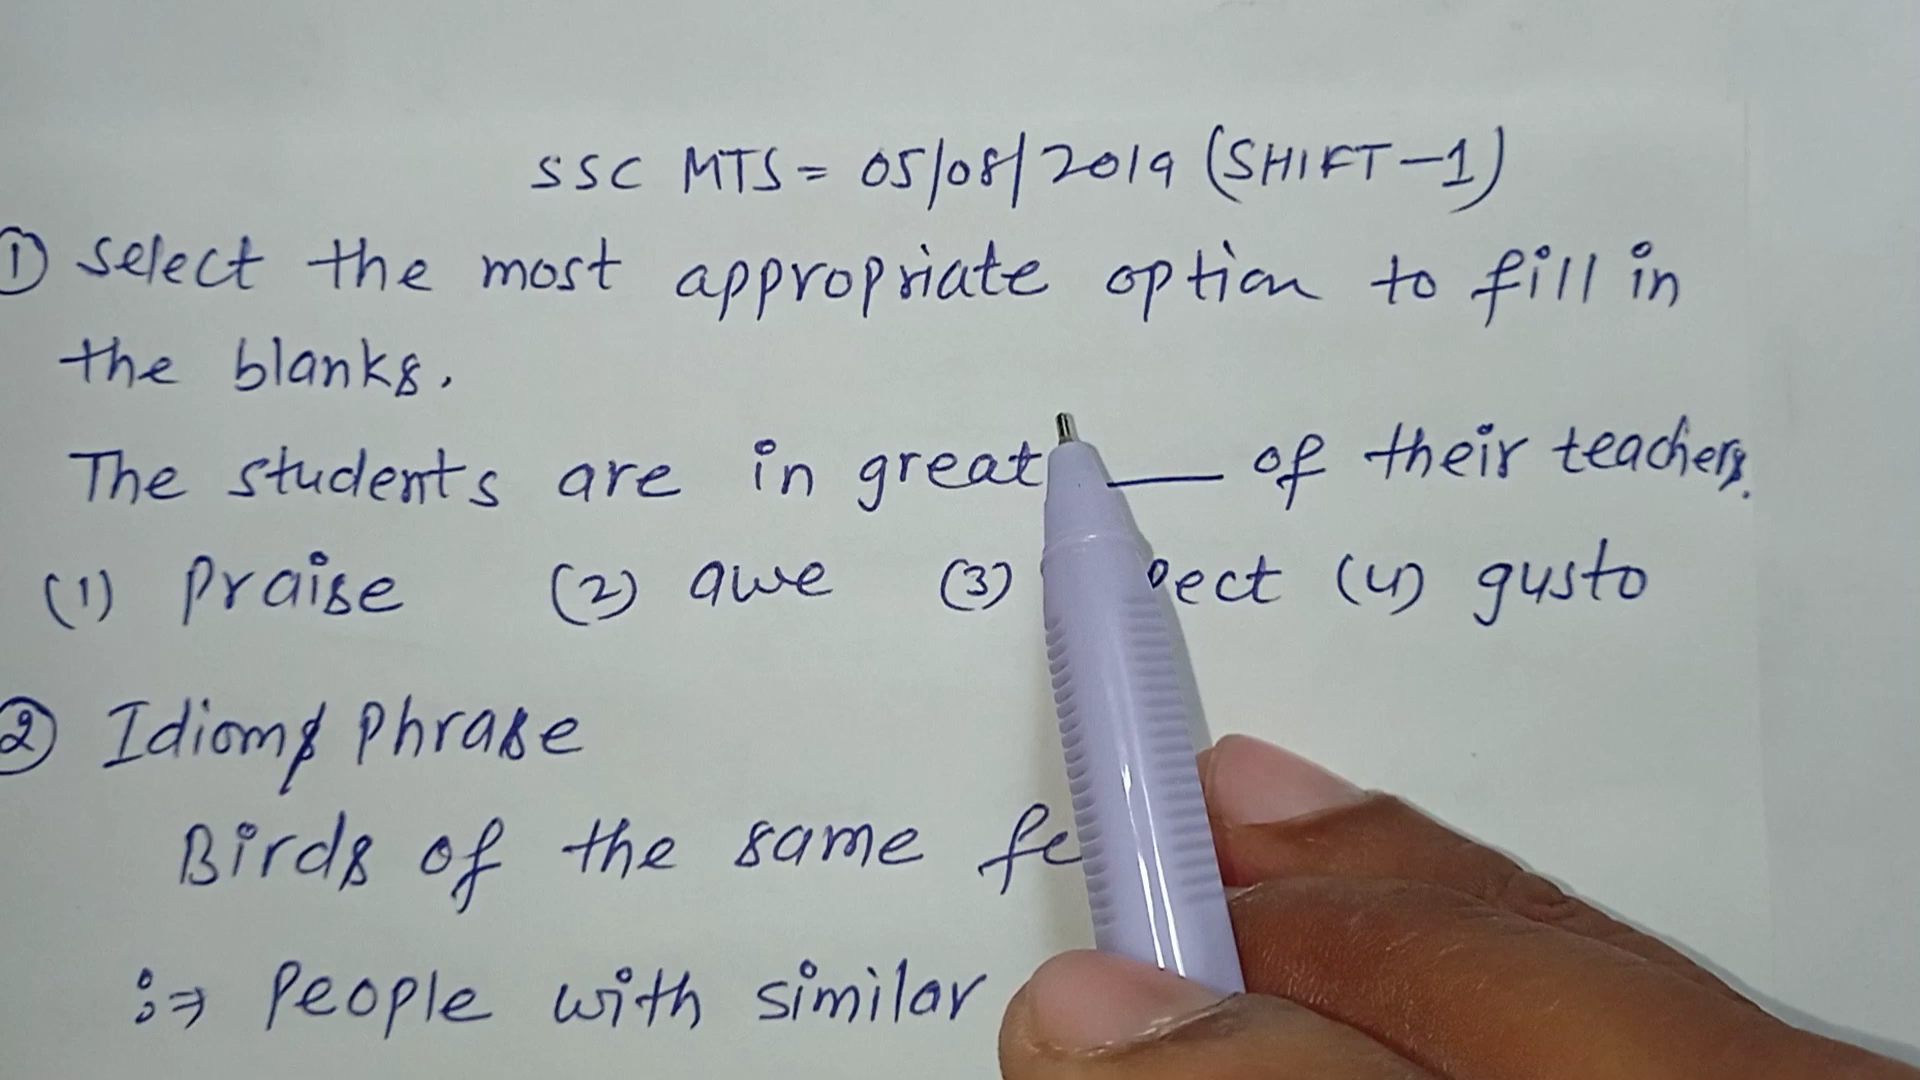 SSC MTS = 05/08/2019 (SHIFT-1)
① Select the most appropriate option to fill in
the blanks.
The students are in great ___ of their teachers.
(1) Praise (2) awe (3) (4) gusto
② Idioms Phrase
Birds of the same
:⇒ People with similar